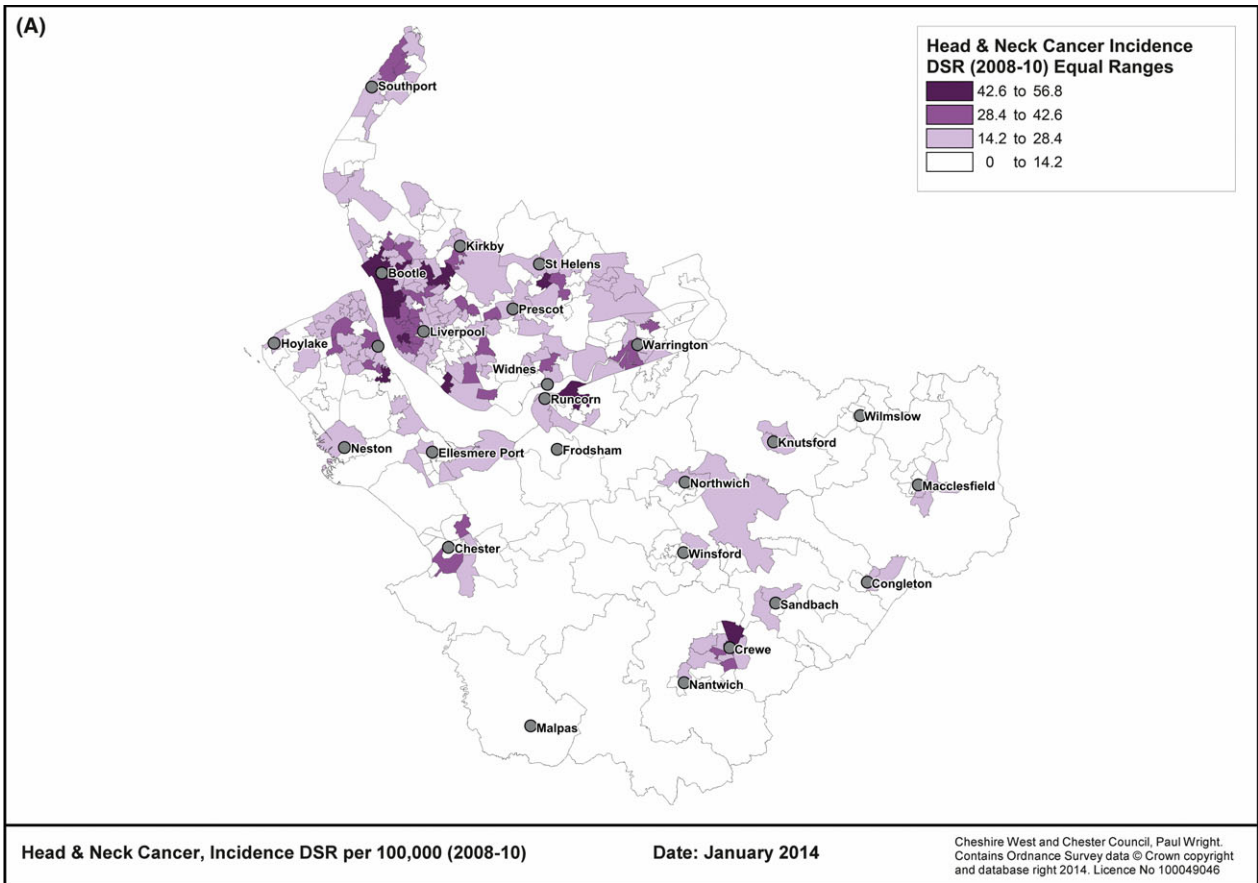 (A)
Head & Neck Cancer Incidence
DSR (2008-10) Equal Ranges
42.6 to 56.8
28.4 to 42.6
14.2 to 28.4
0 to 14.2
Southport
Kirkby
Bootle
St Helens
Prescot
Liverpool
Hoylake
Warrington
Widnes
Runcorn
Wilmslow
Knutsford
Neston
Ellesmere Port
Frodsham
Northwich
Macclesfield
Chester
Winsford
Congleton
Sandbach
Crewe
Nantwich
Malpas
Head & Neck Cancer, Incidence DSR per 100,000 (2008-10)
Date: January 2014
Cheshire West and Chester Council, Paul Wright.
Contains Ordnance Survey data © Crown copyright
and database right 2014. Licence No 100049046